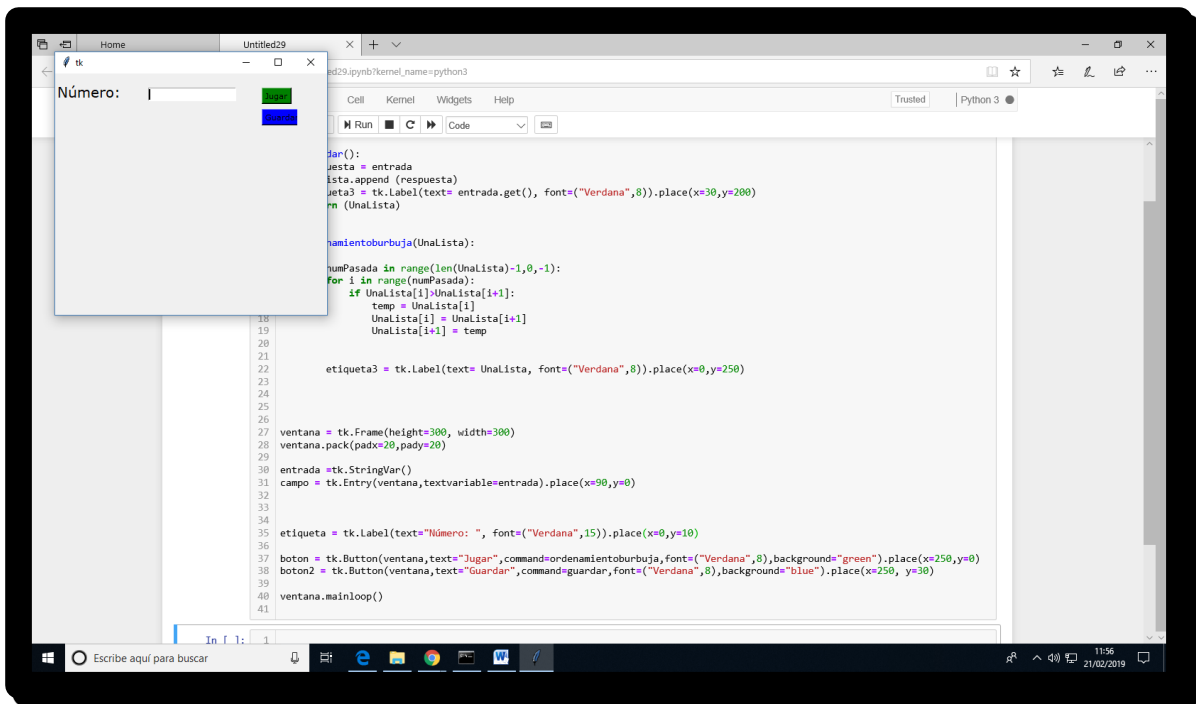 Home
Untitled29
tk
ed29.ipynb?kernel_name=python3
Número:
Jugar
Guardar
Cell Kernel Widgets Help
Trusted
Python 3
Run
Code
dar():
uesta = entrada
ista.append (respuesta)
ueta3 = tk.Label(text= entrada.get(), font=("Verdana",8)).place(x=30,y=200)
rn (UnaLista)
namientoburbuja(UnaLista):
numPasada in range(len(UnaLista)-1,0,-1):
for i in range(numPasada):
if UnaLista[i]>UnaLista[i+1]:
temp = UnaLista[i]
18 UnaLista[i] = UnaLista[i+1]
19 UnaLista[i+1] = temp
20
21
22 etiqueta3 = tk.Label(text= UnaLista, font=("Verdana",8)).place(x=0,y=250)
23
24
25
26
27 ventana = tk.Frame(height=300, width=300)
28 ventana.pack(padx=20,pady=20)
29
30 entrada =tk.StringVar()
31 campo = tk.Entry(ventana,textvariable=entrada).place(x=90,y=0)
32
33
34
35 etiqueta = tk.Label(text="Número: ", font=("Verdana",15)).place(x=0,y=10)
36
37 boton = tk.Button(ventana,text="Jugar",command=ordenamientoburbuja,font=("Verdana",8),background="green").place(x=250,y=0)
38 boton2 = tk.Button(ventana,text="Guardar",command=guardar,font=("Verdana",8),background="blue").place(x=250, y=30)
39
40 ventana.mainloop()
41
In [ ]: 1
Escribe aquí para buscar
11:56
21/02/2019